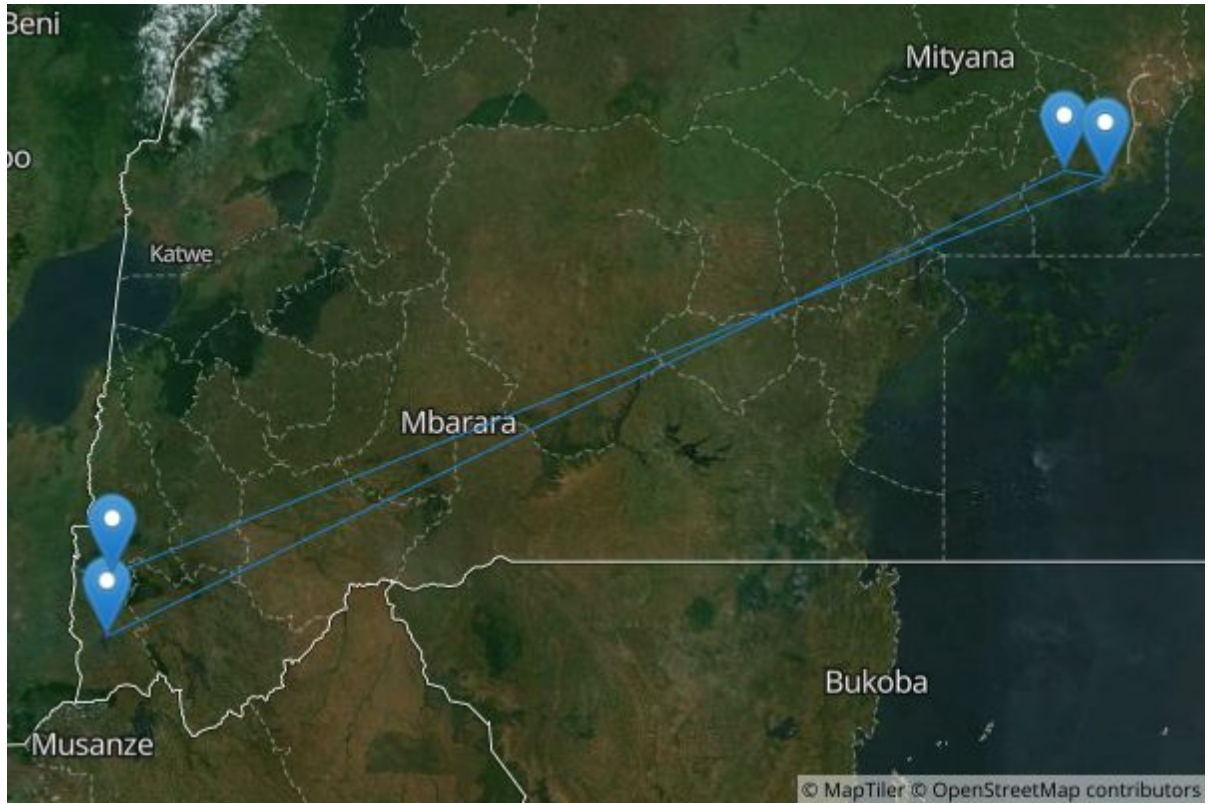 Beni
Mityana
Katwe
Mbarara
Bukoba
Musanze
© MapTiler © OpenStreetMap contributors